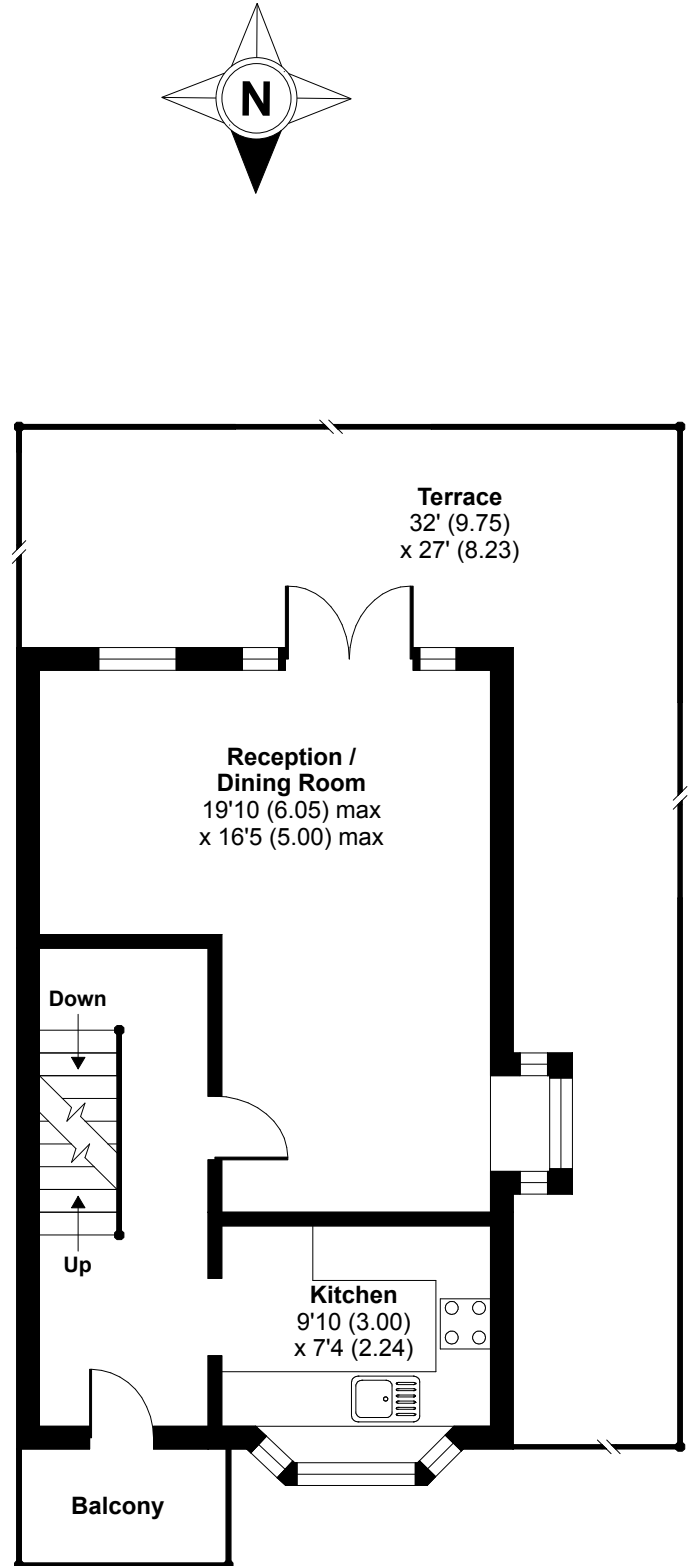 N
Terrace
32' (9.75)
x 27' (8.23)
Reception /
Dining Room
19'10 (6.05) max
x 16'5 (5.00) max
Down
Up
Kitchen
9'10 (3.00)
x 7'4 (2.24)
Balcony